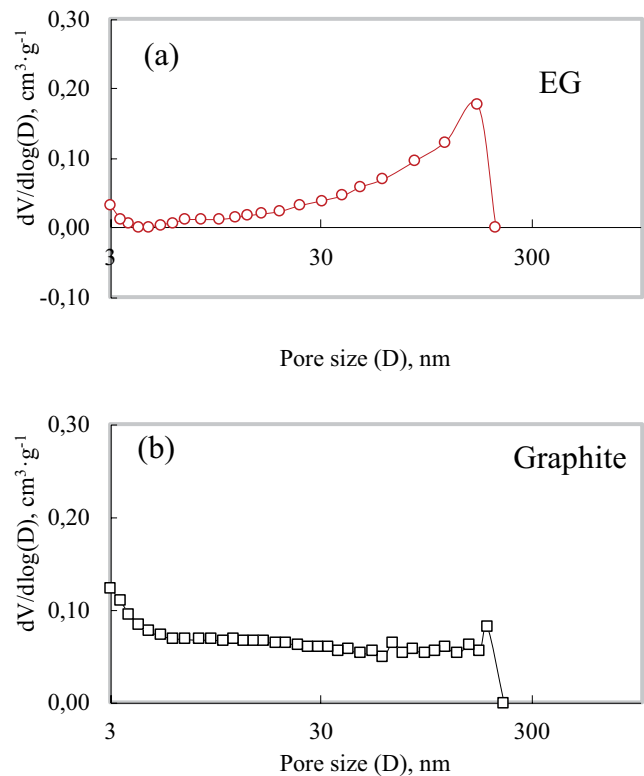 (a)
EG
dV/dlog(D), cm³·g⁻¹
0,30
0,20
0,10
0,00
-0,10
3
30
300
Pore size (D), nm
(b)
Graphite
dV/dlog(D), cm³·g⁻¹
0,30
0,20
0,10
0,00
3
30
300
Pore size (D), nm